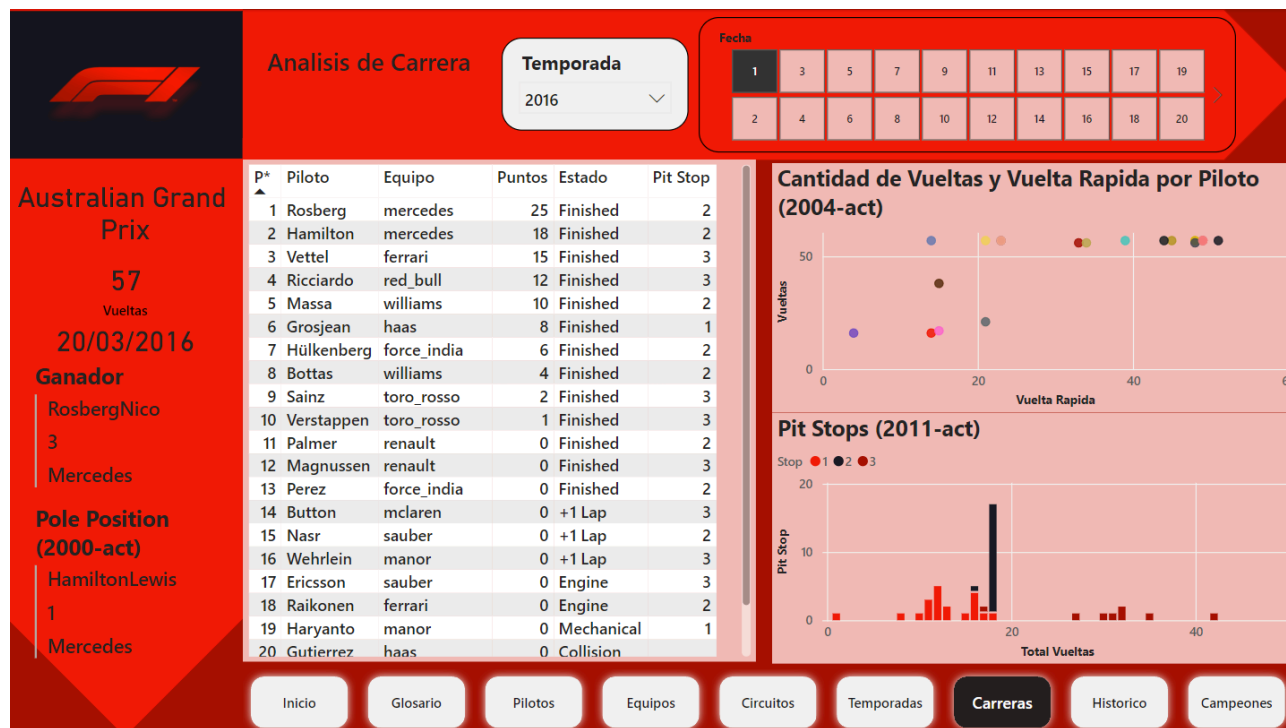 Analisis de Carrera
Temporada
2016
Fecha
1 3 5 7 9 11 13 15 17 19
2 4 6 8 10 12 14 16 18 20
Australian Grand
Prix
57
Vueltas
20/03/2016
Ganador
RosbergNico
3
Mercedes
Pole Position
(2000-act)
HamiltonLewis
1
Mercedes
P* Piloto Equipo Puntos Estado Pit Stop
1 Rosberg mercedes 25 Finished 2
2 Hamilton mercedes 18 Finished 2
3 Vettel ferrari 15 Finished 3
4 Ricciardo red_bull 12 Finished 3
5 Massa williams 10 Finished 2
6 Grosjean haas 8 Finished 1
7 Hülkenberg force_india 6 Finished 2
8 Bottas williams 4 Finished 2
9 Sainz toro_rosso 2 Finished 3
10 Verstappen toro_rosso 1 Finished 3
11 Palmer renault 0 Finished 2
12 Magnussen renault 0 Finished 3
13 Perez force_india 0 Finished 2
14 Button mclaren 0 +1 Lap 3
15 Nasr sauber 0 +1 Lap 2
16 Wehrlein manor 0 +1 Lap 3
17 Ericsson sauber 0 Engine 3
18 Raikonen ferrari 0 Engine 2
19 Haryanto manor 0 Mechanical 1
20 Gutierrez haas 0 Collision
Cantidad de Vueltas y Vuelta Rapida por Piloto
(2004-act)
50
Vueltas
0
0 20 40 6
Vuelta Rapida
Pit Stops (2011-act)
Stop 1 2 3
20
10
Pit Stop
0
0 20 40
Total Vueltas
Inicio
Glosario
Pilotos
Equipos
Circuitos
Temporadas
Carreras
Historico
Campeones